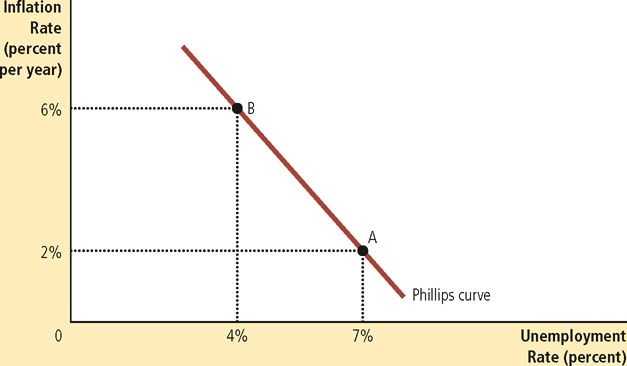 Inflation
Rate
(percent
per year)
6%
B
2%
A
Phillips curve
0
4%
7%
Unemployment
Rate (percent)